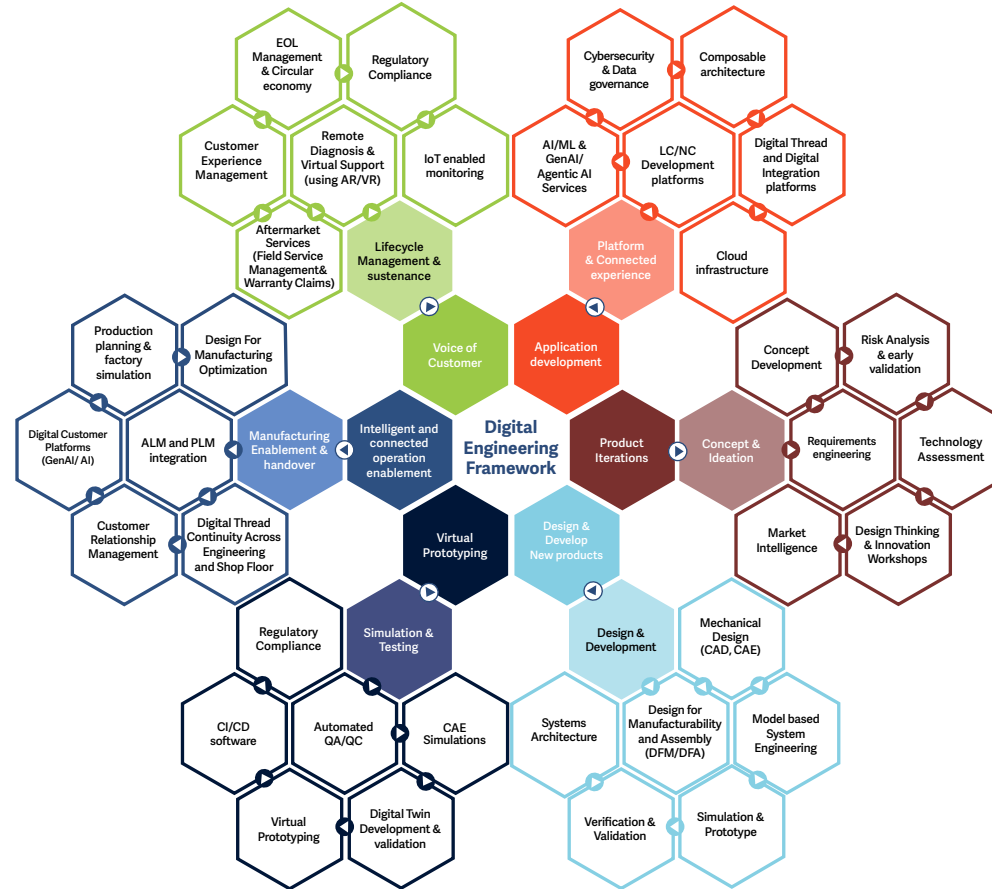 EOL
Management
& Circular
economy
Regulatory
Compliance
Customer
Experience
Management
Remote
Diagnosis &
Virtual Support
(using AR/VR)
IoT enabled
monitoring
Aftermarket
Services
(Field Service
Management&
Warranty Claims)
Lifecycle
Management &
sustenance
Voice of
Customer
Cybersecurity
& Data
governance
Composable
architecture
AI/ML &
GenAI/
Agentic AI
Services
LC/NC
Development
platforms
Digital Thread
and Digital
Integration
platforms
Platform
& Connected
experience
Cloud
infrastructure
Application
development
Production
planning &
factory
simulation
Design For
Manufacturing
Optimization
Digital Customer
Platforms
(GenAI/ AI)
ALM and PLM
integration
Manufacturing
Enablement &
handover
Intelligent and
connected
operation
enablement
Customer
Relationship
Management
Digital Thread
Continuity Across
Engineering
and Shop Floor
Digital
Engineering
Framework
Product
Iterations
Concept &
Ideation
Concept
Development
Risk Analysis
& early
validation
Requirements
engineering
Technology
Assessment
Market
Intelligence
Design Thinking
& Innovation
Workshops
Virtual
Prototyping
Simulation &
Testing
Regulatory
Compliance
CI/CD
software
Automated
QA/QC
CAE
Simulations
Virtual
Prototyping
Digital Twin
Development &
validation
Design &
Develop
New products
Design &
Development
Mechanical
Design
(CAD, CAE)
Systems
Architecture
Design for
Manufacturability
and Assembly
(DFM/DFA)
Model based
System
Engineering
Verification &
Validation
Simulation &
Prototype